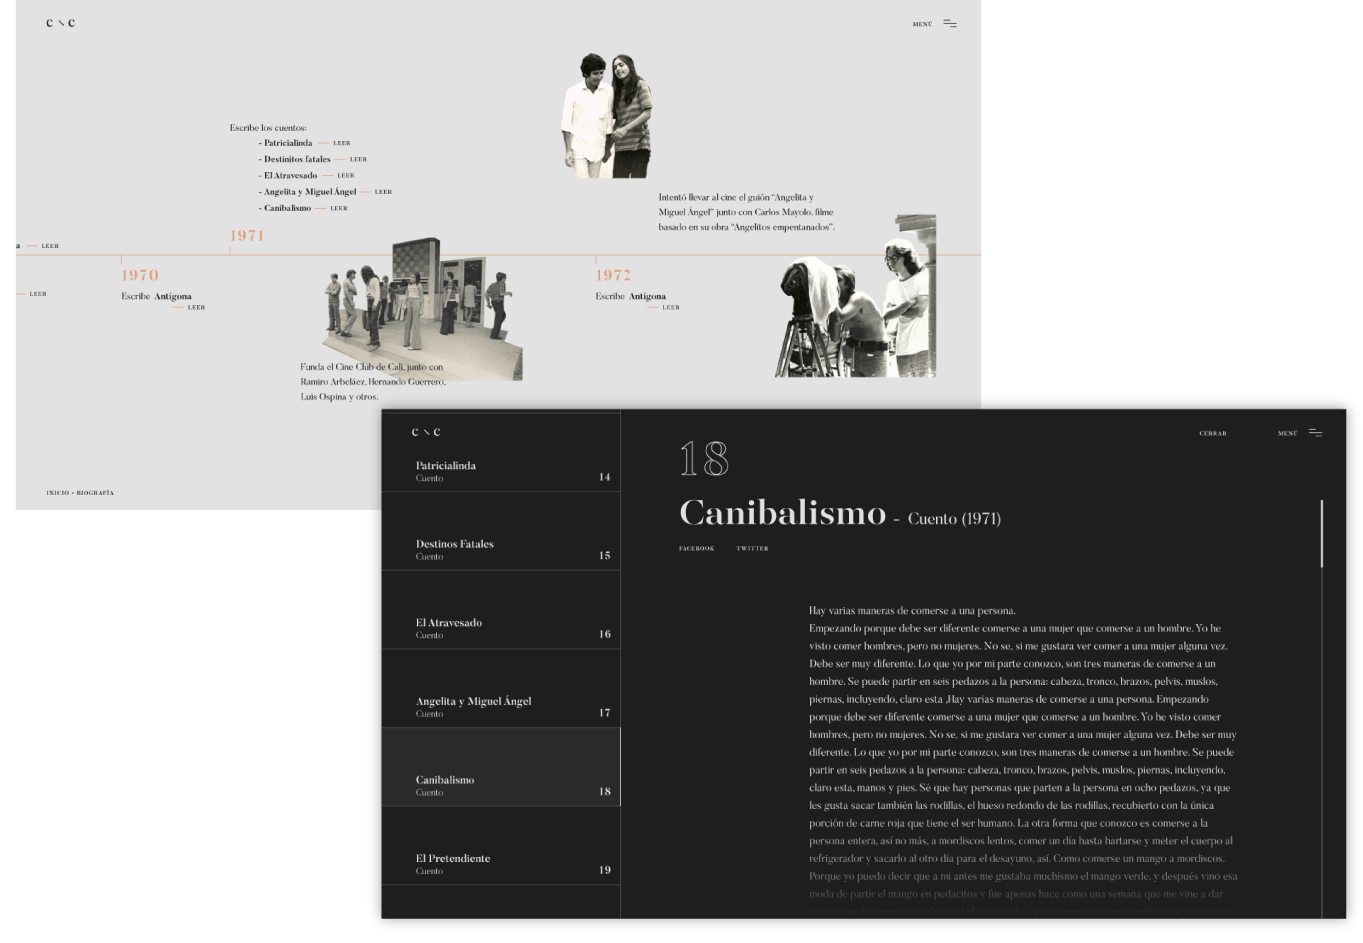 C \ C
MENÚ
Escribe los cuentos:
- Patricialinda — LEER
- Destinitos fatales — LEER
- El Atravesado — LEER
- Angelita y Miguel Ángel — LEER
- Canibalismo — LEER
1971
a — LEER
— LEER
1970
Escribe Antígona
— LEER
Funda el Cine Club de Cali, junto con
Ramiro Arbeláez, Hernando Guerrero,
Luis Ospina y otros.
Intentó llevar al cine el guión "Angelita y
Miguel Ángel" junto con Carlos Mayolo, filme
basado en su obra "Angelitos empentanados".
1972
Escribe Antígona
— LEER
INICIO • BIOGRAFÍA
C \ C
Patricialinda
Cuento 14
Destinos Fatales
Cuento 15
El Atravesado
Cuento 16
Angelita y Miguel Ángel
Cuento 17
Canibalismo
Cuento 18
El Pretendiente
Cuento 19
CERRAR MENÚ
18
Canibalismo - Cuento (1971)
FACEBOOK TWITTER
Hay varias maneras de comerse a una persona.
Empezando porque debe ser diferente comerse a una mujer que comerse a un hombre. Yo he
visto comer hombres, pero no mujeres. No se, si me gustara ver comer a una mujer alguna vez.
Debe ser muy diferente. Lo que yo por mi parte conozco, son tres maneras de comerse a un
hombre. Se puede partir en seis pedazos a la persona: cabeza, tronco, brazos, pelvis, muslos,
piernas, incluyendo, claro esta ,Hay varias maneras de comerse a una persona. Empezando
porque debe ser diferente comerse a una mujer que comerse a un hombre. Yo he visto comer
hombres, pero no mujeres. No se, si me gustara ver comer a una mujer alguna vez. Debe ser muy
diferente. Lo que yo por mi parte conozco, son tres maneras de comerse a un hombre. Se puede
partir en seis pedazos a la persona: cabeza, tronco, brazos, pelvis, muslos, piernas, incluyendo,
claro esta, manos y pies. Sé que hay personas que parten a la persona en ocho pedazos, ya que
les gusta sacar también las rodillas, el hueso redondo de las rodillas, recubierto con la única
porción de carne roja que tiene el ser humano. La otra forma que conozco es comerse a la
persona entera, así no más, a mordiscos lentos, comer un día hasta hartarse y meter el cuerpo al
refrigerador y sacarlo al otro día para el desayuno, así. Como comerse un mango a mordiscos.
Porque yo puedo decir que a mi antes me gustaba muchísmo el mango verde, y después vino esa
moda de partir el mango en pedacitos y fue apenas hace como una semana que me vine a dar